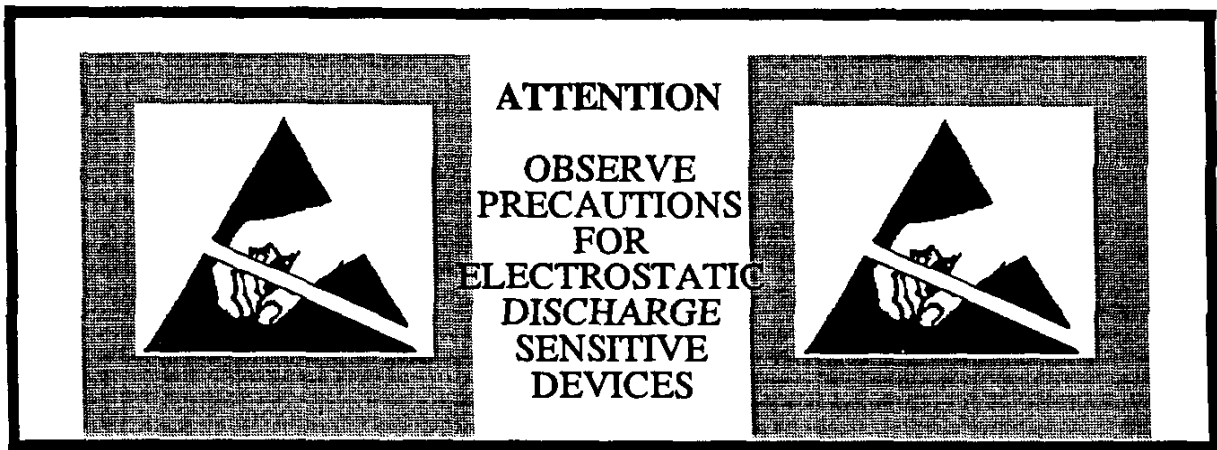 ATTENTION
OBSERVE
PRECAUTIONS
FOR
ELECTROSTATIC
DISCHARGE
SENSITIVE
DEVICES